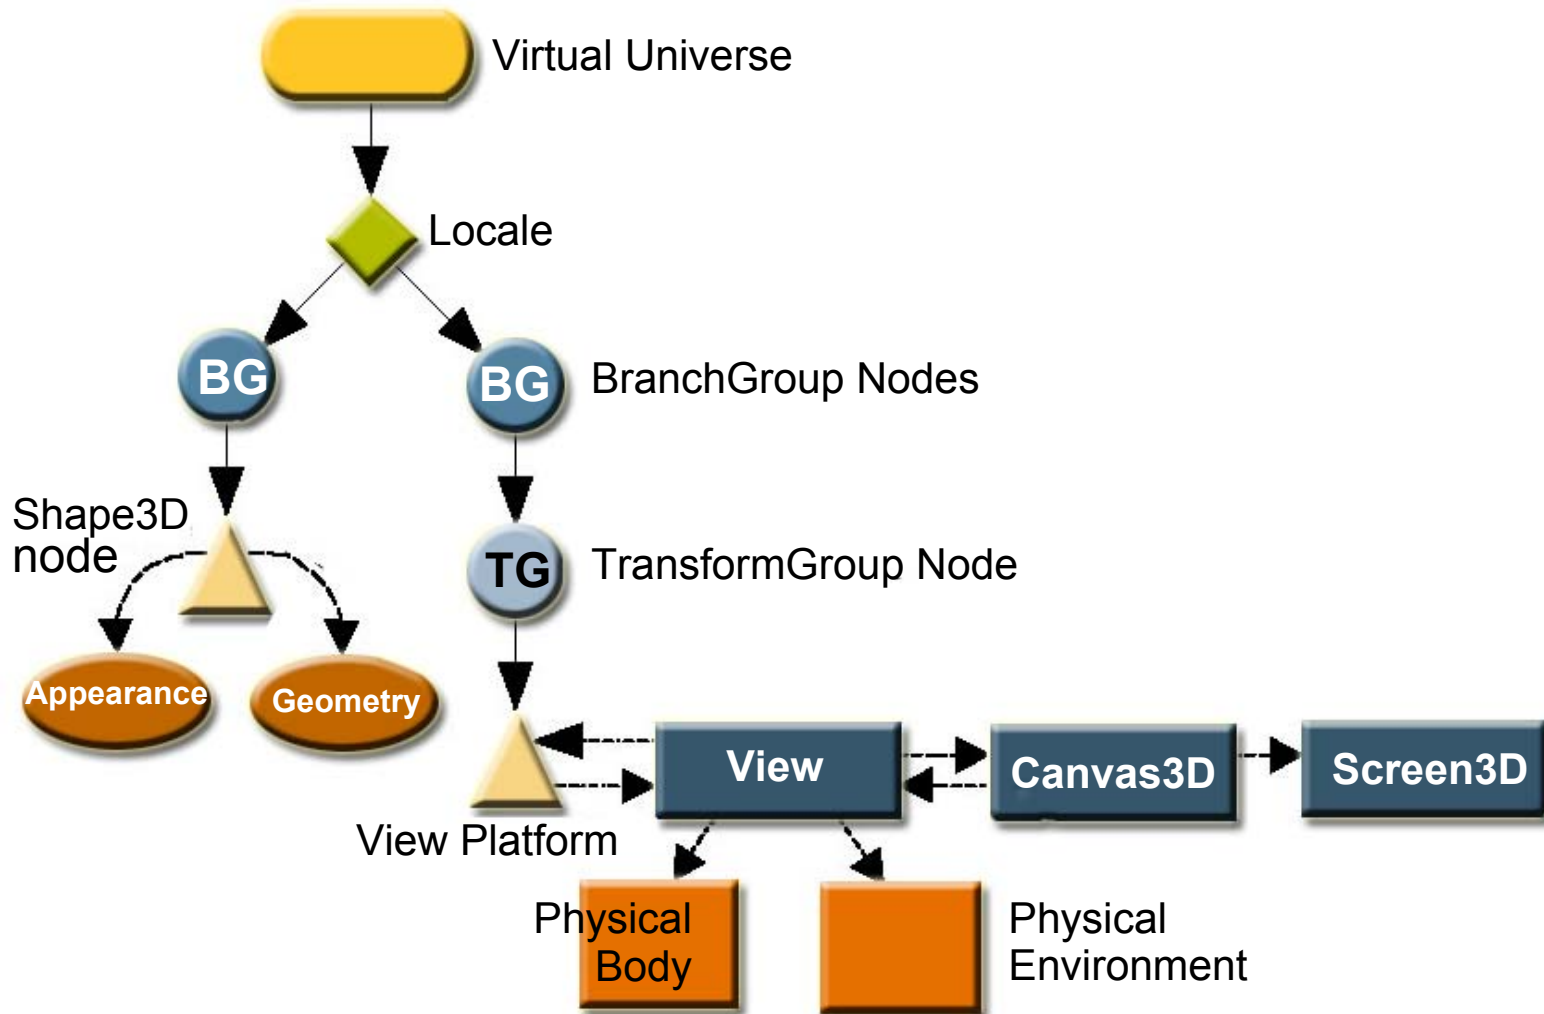 Virtual Universe
Locale
BG
BG
BranchGroup Nodes
Shape3D
node
TG
TransformGroup Node
Appearance
Geometry
View
Canvas3D
Screen3D
View Platform
Physical
Body
Physical
Environment